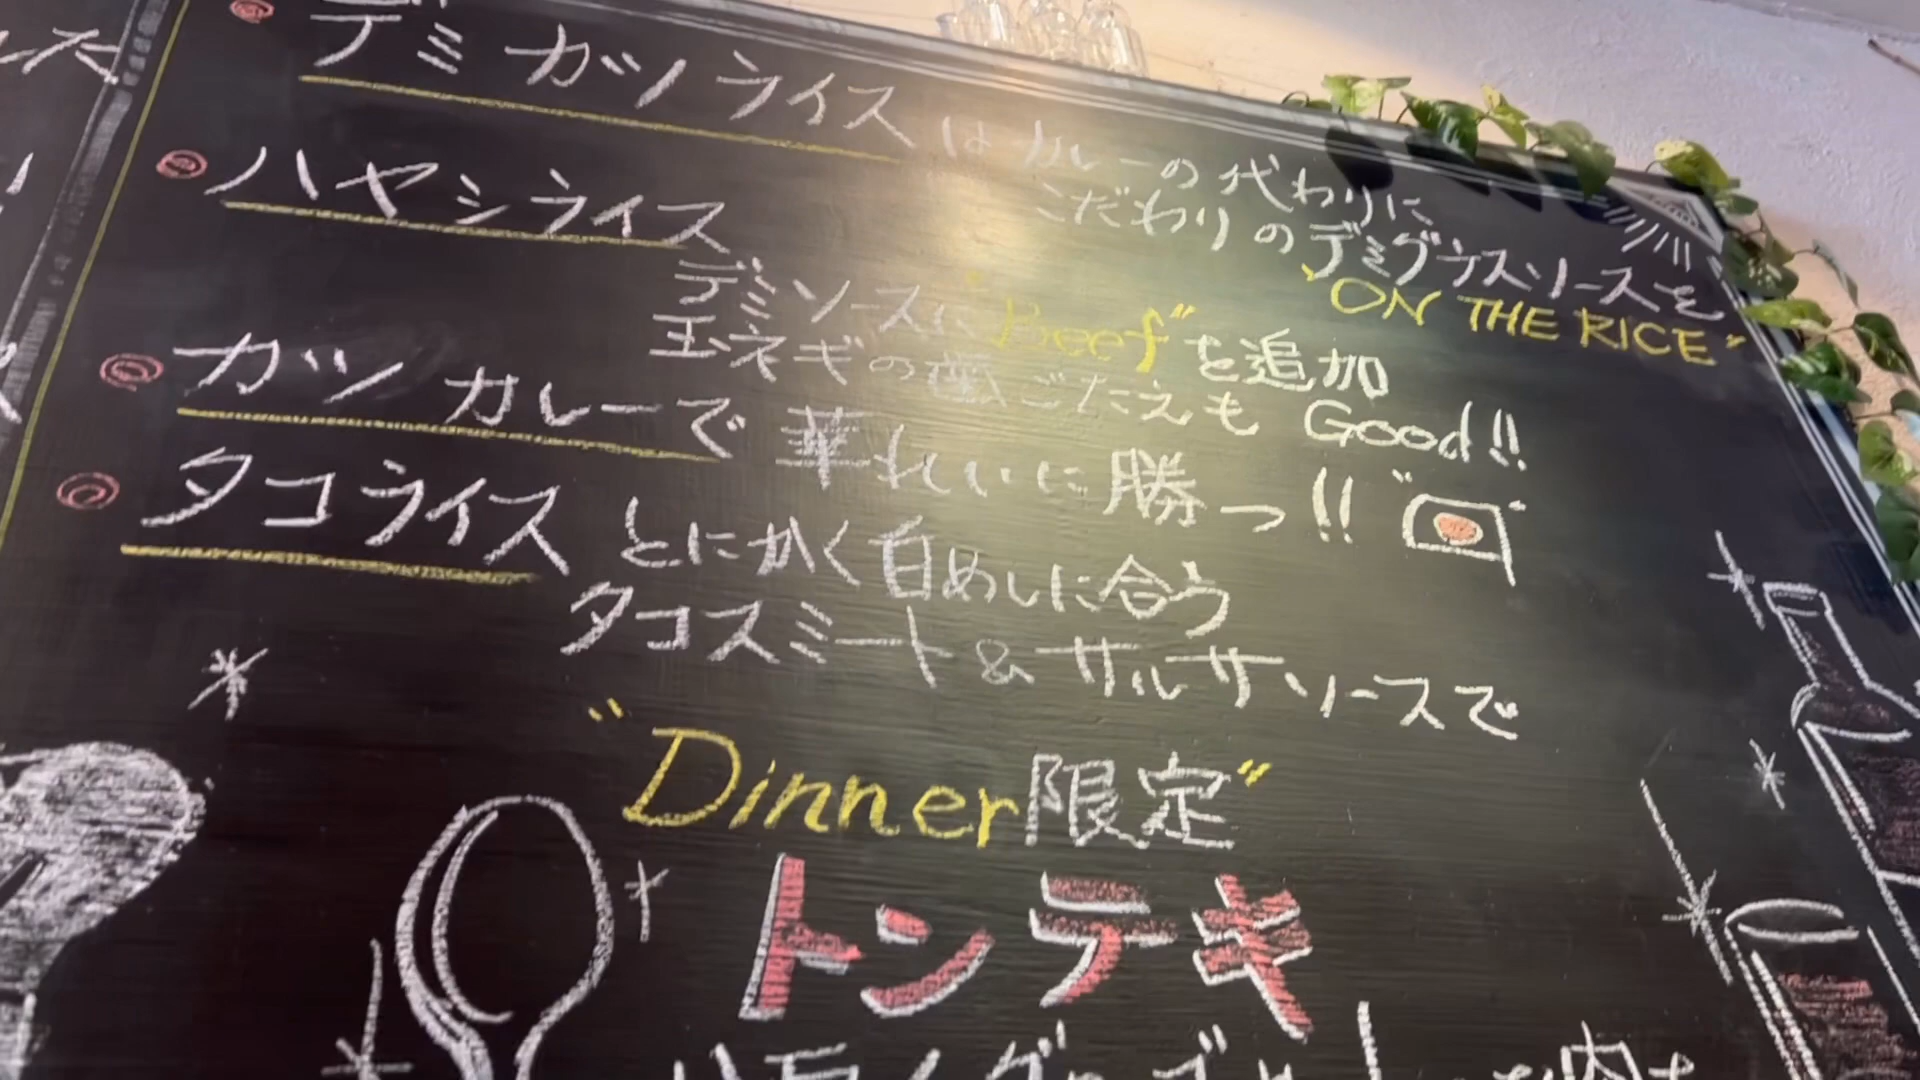 デミカツライスはカレーの代わりに
こだわりのデミグラスソースを
"ON THE RICE"
ハヤシライス
デミソースに"Beef"を追加
玉ネギの歯ごたえも Good!!
カツカレーで華れいに勝つ!!
タコライス とにかく白めしに合う
タコスミート&サルサソースで
"Dinner限定"
トンテキ